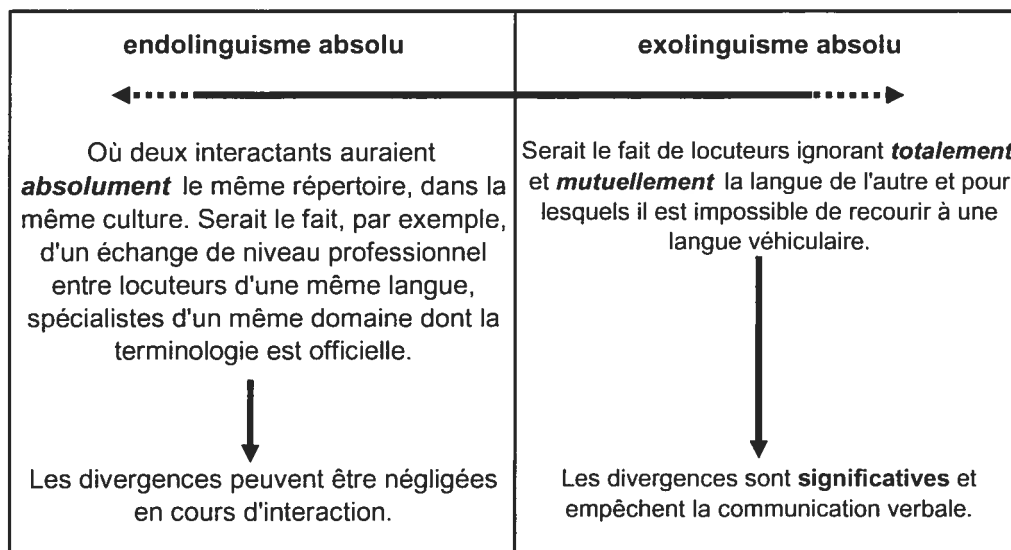 endolinguisme absolu
Où deux interactants auraient
absolument le même répertoire, dans la
même culture. Serait le fait, par exemple,
d'un échange de niveau professionnel
entre locuteurs d'une même langue,
spécialistes d'un même domaine dont la
terminologie est officielle.
Les divergences peuvent être négligées
en cours d'interaction.
exolinguisme absolu
Serait le fait de locuteurs ignorant totalement
et mutuellement la langue de l'autre et pour
lesquels il est impossible de recourir à une
langue véhiculaire.
Les divergences sont significatives et
empêchent la communication verbale.